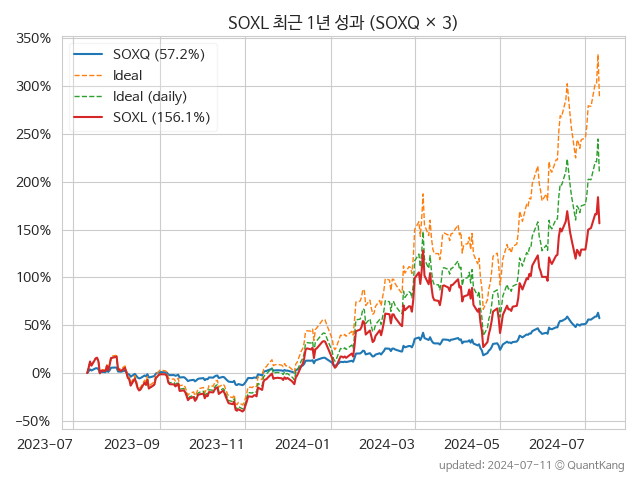 SOXL 최근 1년 성과 (SOXQ × 3)
350%
300%
250%
200%
150%
100%
50%
0%
−50%
SOXQ (57.2%)
Ideal
Ideal (daily)
SOXL (156.1%)
2023-07
2023-09
2023-11
2024-01
2024-03
2024-05
2024-07
updated: 2024-07-11 © QuantKang